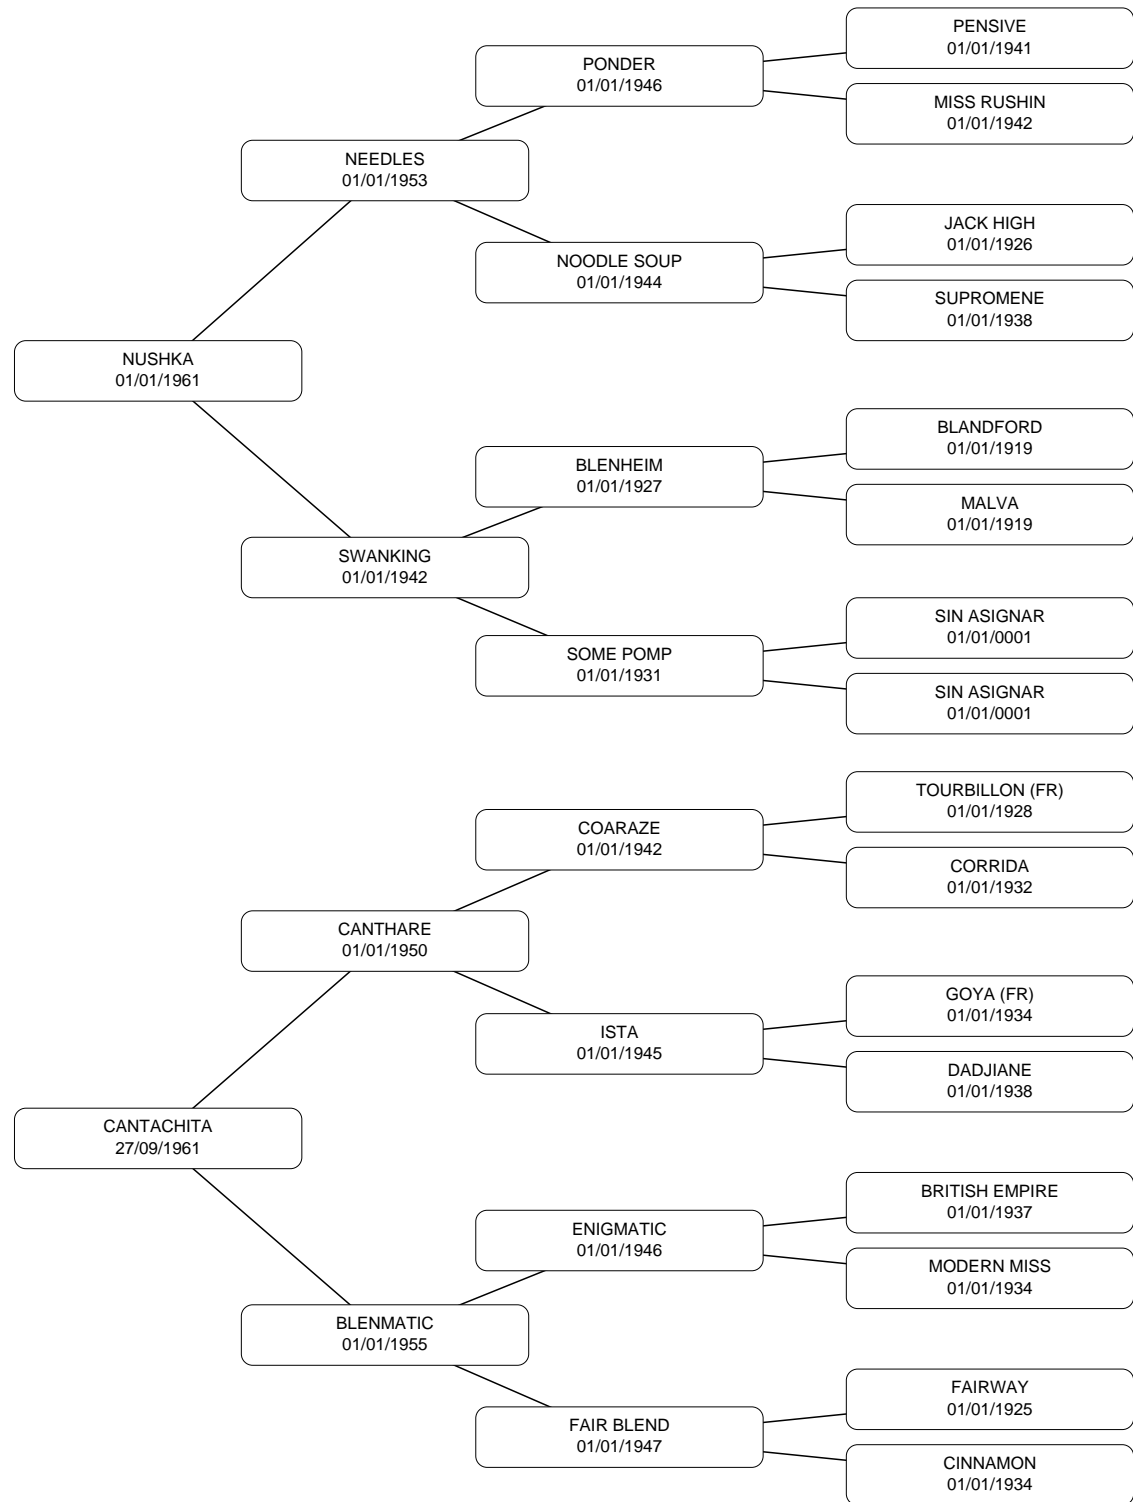 PENSIVE
01/01/1941
PONDER
01/01/1946
MISS RUSHIN
01/01/1942
NEEDLES
01/01/1953
JACK HIGH
01/01/1926
NOODLE SOUP
01/01/1944
SUPROMENE
01/01/1938
NUSHKA
01/01/1961
BLANDFORD
01/01/1919
BLENHEIM
01/01/1927
MALVA
01/01/1919
SWANKING
01/01/1942
SIN ASIGNAR
01/01/0001
SOME POMP
01/01/1931
SIN ASIGNAR
01/01/0001
TOURBILLON (FR)
01/01/1928
COARAZE
01/01/1942
CORRIDA
01/01/1932
CANTHARE
01/01/1950
GOYA (FR)
01/01/1934
ISTA
01/01/1945
DADJIANE
01/01/1938
CANTACHITA
27/09/1961
BRITISH EMPIRE
01/01/1937
ENIGMATIC
01/01/1946
MODERN MISS
01/01/1934
BLENMATIC
01/01/1955
FAIRWAY
01/01/1925
FAIR BLEND
01/01/1947
CINNAMON
01/01/1934